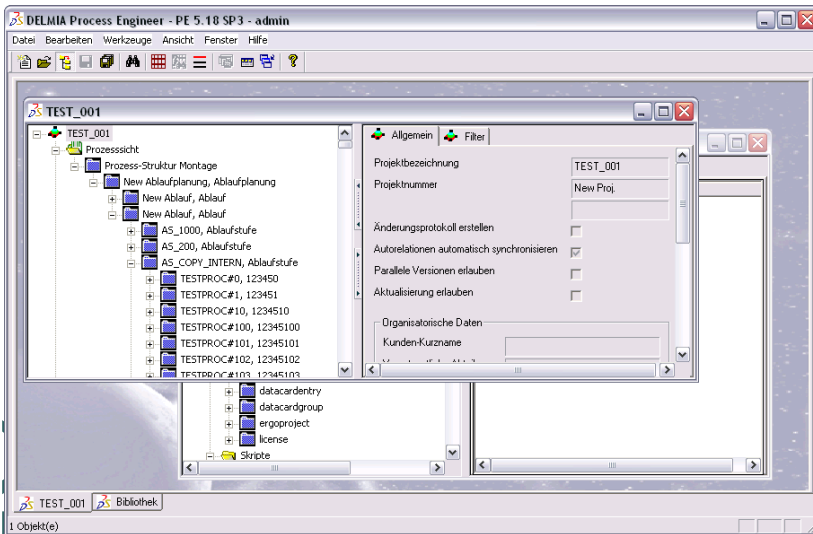 DELMIA Process Engineer - PE 5.18 SP3 - admin
Datei Bearbeiten Werkzeuge Ansicht Fenster Hilfe
TEST_001
TEST_001
Prozesssicht
Prozess-Struktur Montage
New Ablaufplanung, Ablaufplanung
New Ablauf, Ablauf
New Ablauf, Ablauf
AS_1000, Ablaufstufe
AS_200, Ablaufstufe
AS_COPY_INTERN, Ablaufstufe
TESTPROC#0, 123450
TESTPROC#1, 123451
TESTPROC#10, 1234510
TESTPROC#100, 12345100
TESTPROC#101, 12345101
TESTPROC#102, 12345102
TESTPROC#103, 12345103
Allgemein Filter
Projektbezeichnung TEST_001
Projektnummer New Proj.
Änderungsprotokoll erstellen
Autorelationen automatisch synchronisieren
Parallele Versionen erlauben
Aktualisierung erlauben
Organisatorische Daten
Kunden-Kurzname
datacardentry
datacardgroup
ergoproject
license
Skripte
TEST_001 Bibliothek
1 Objekt(e)